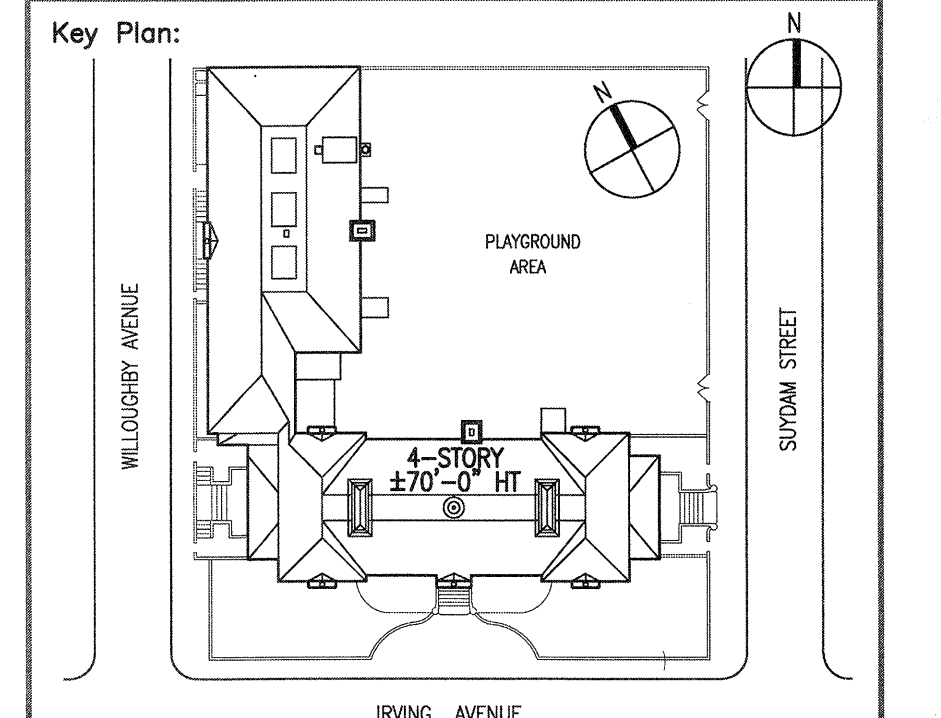 Key Plan:
N
N
PLAYGROUND
AREA
WILLOUGHBY AVENUE
SUYDAM STREET
D
4-STORY
±70'-0" HT
IRVING AVENUE